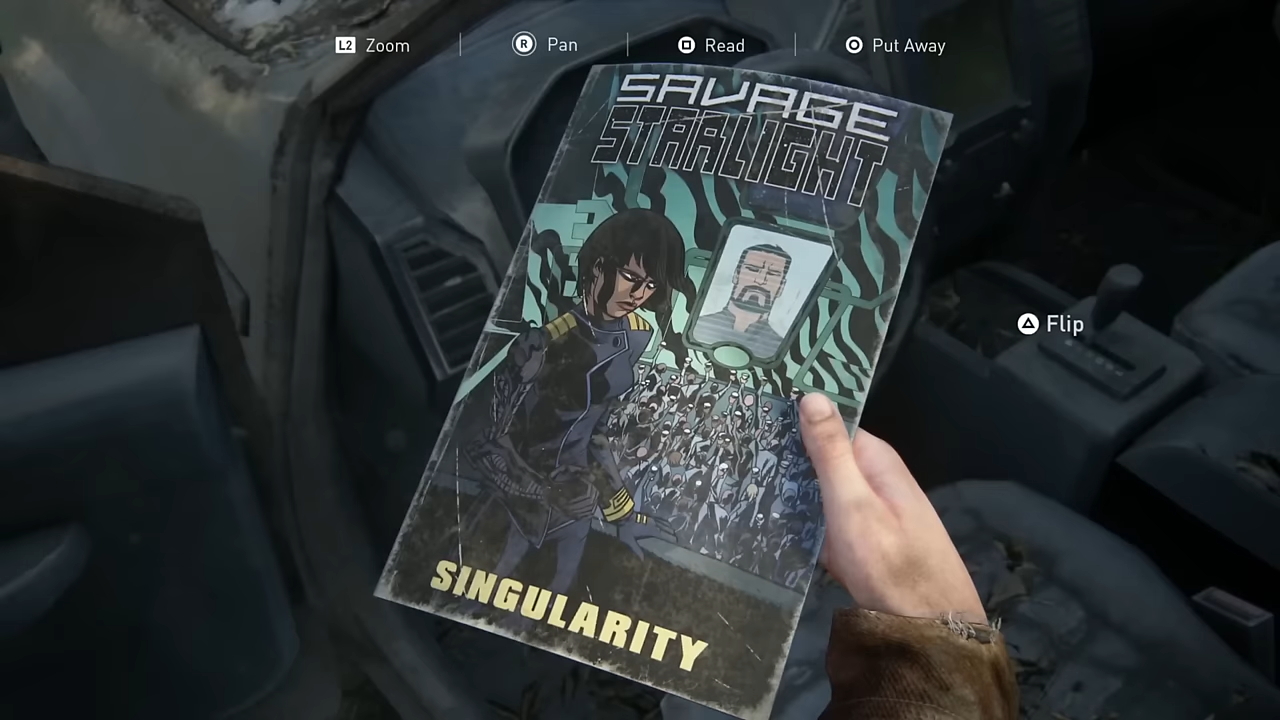 L2 Zoom
R Pan
Read
Put Away
SAVAGE
STARLIGHT
Flip
SINGULARITY